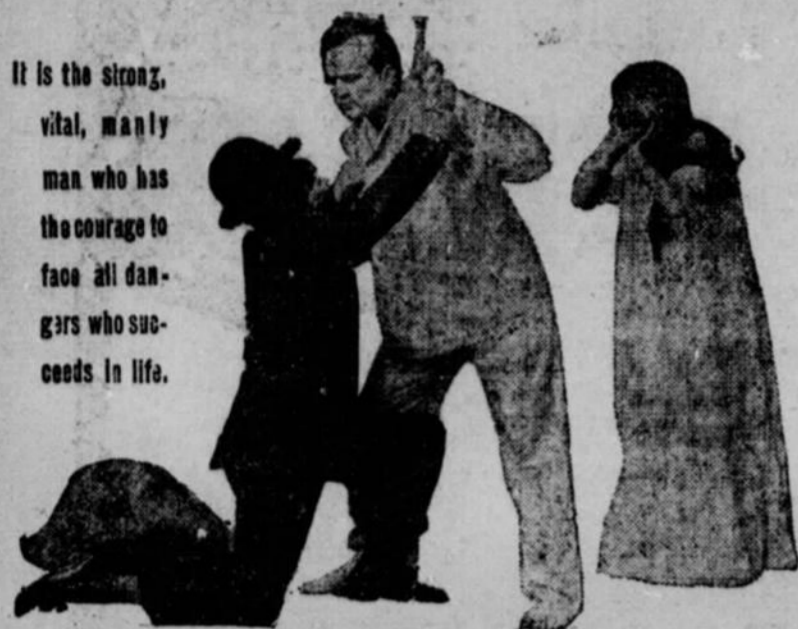 It is the strong,
vital, manly
man who has
the courage to
face all dan-
gers who suc-
ceeds in life.